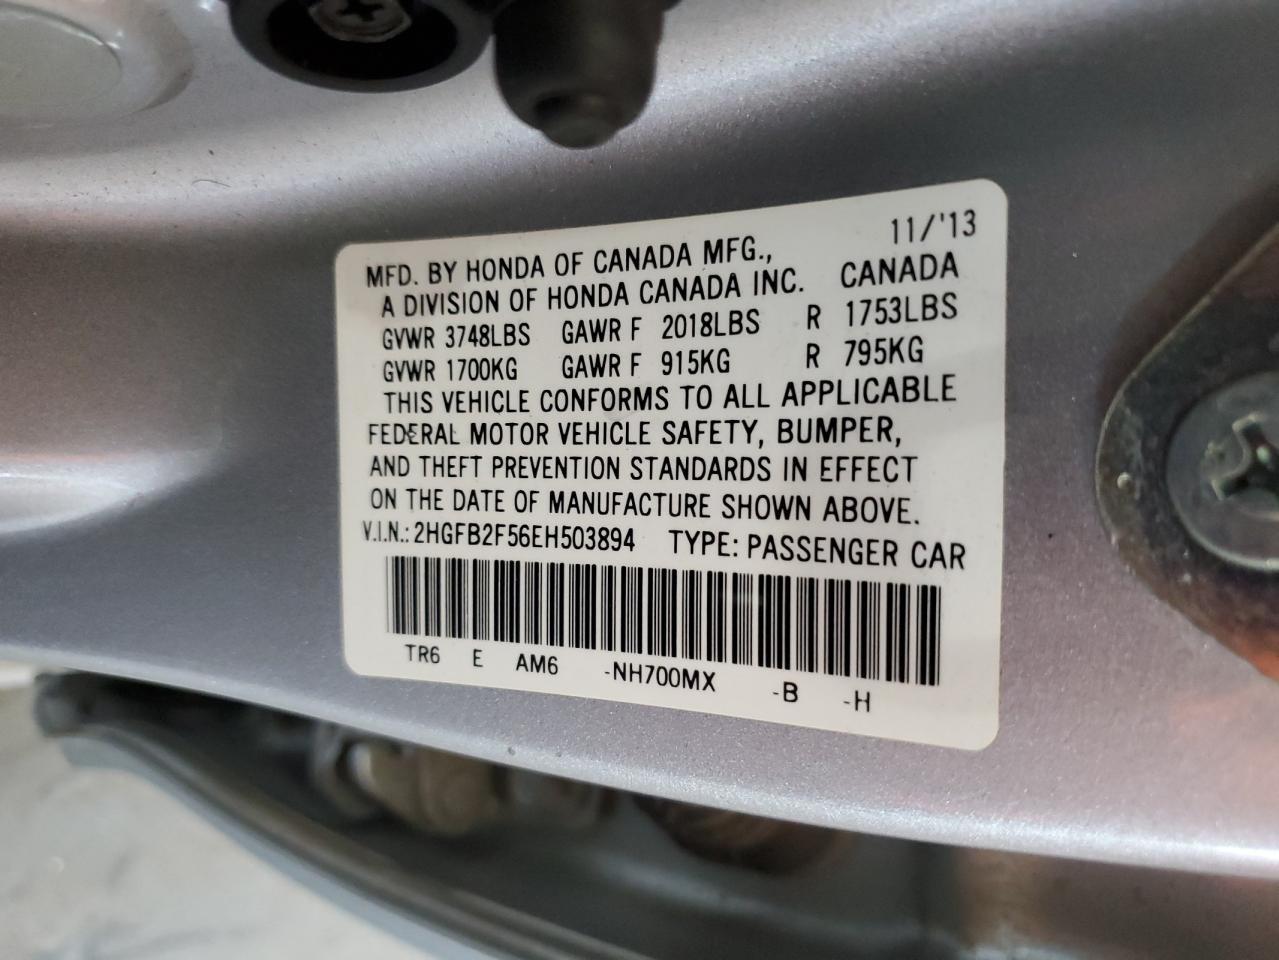 11/'13
MFD. BY HONDA OF CANADA MFG.,
A DIVISION OF HONDA CANADA INC. CANADA
GVWR 3748LBS GAWR F 2018LBS R 1753LBS
GVWR 1700KG GAWR F 915KG R 795KG
THIS VEHICLE CONFORMS TO ALL APPLICABLE
FEDERAL MOTOR VEHICLE SAFETY, BUMPER,
AND THEFT PREVENTION STANDARDS IN EFFECT
ON THE DATE OF MANUFACTURE SHOWN ABOVE.
V.I.N.: 2HGFB2F56EH503894 TYPE: PASSENGER CAR
TR6 E AM6 -NH700MX -B -H